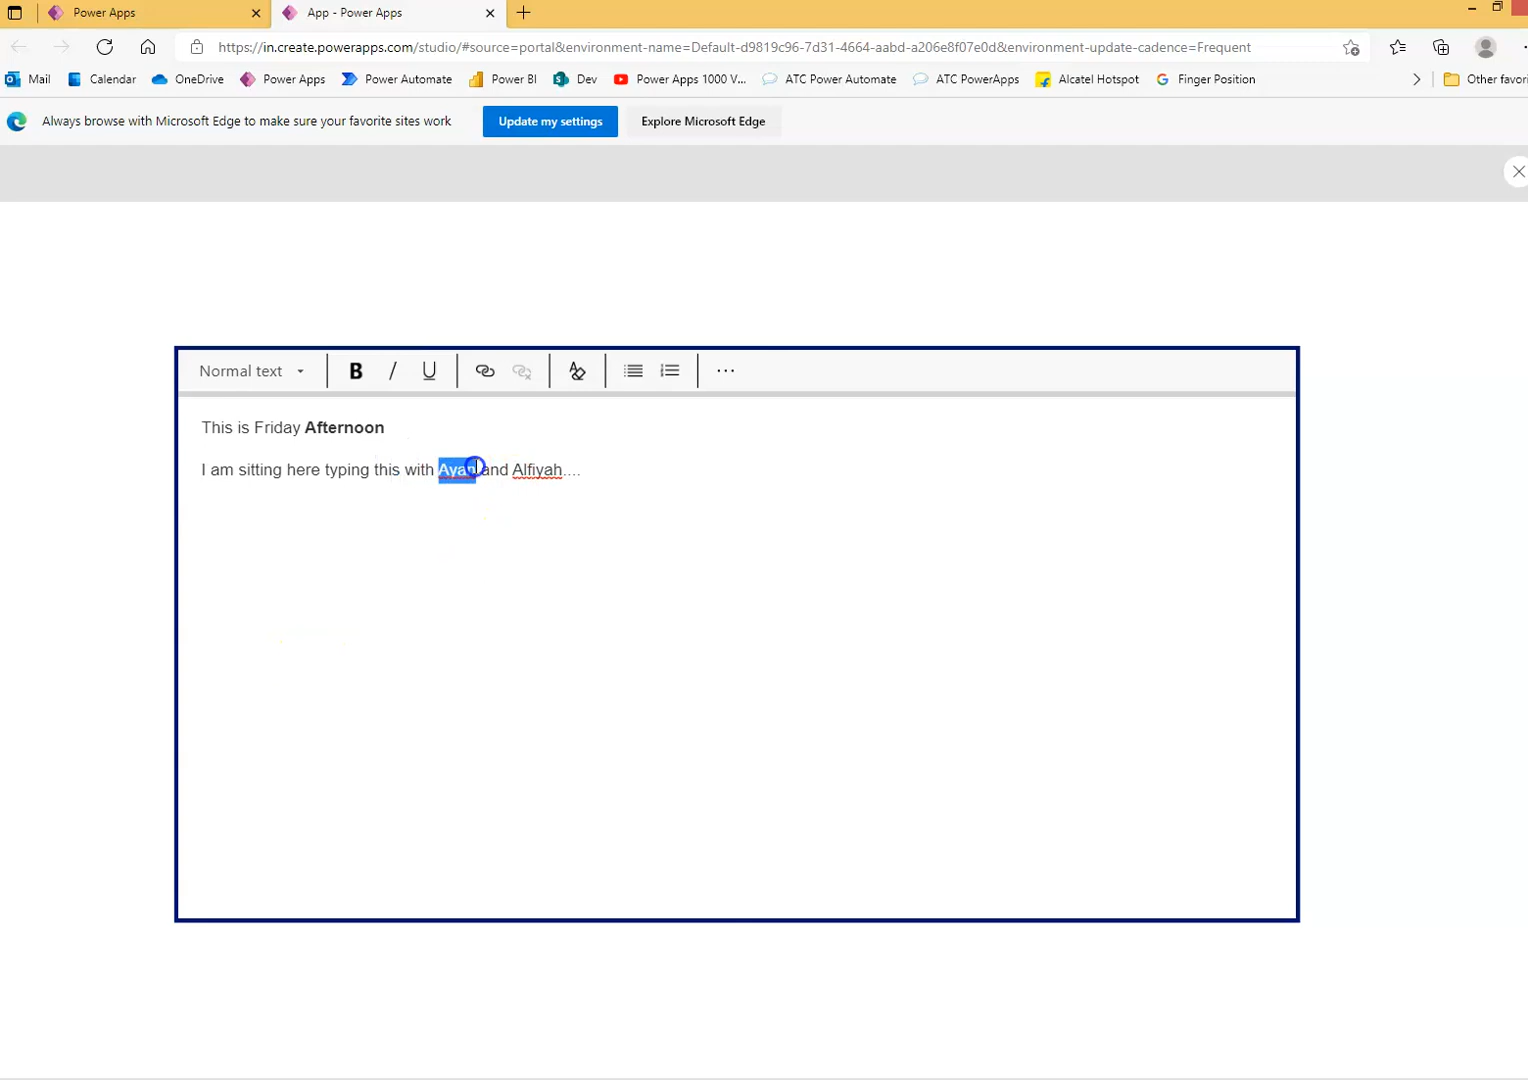 Power Apps
App - Power Apps
https://in.create.powerapps.com/studio/#source=portal&environment-name=Default-d9819c96-7d31-4664-aabd-a206e8f07e0d&environment-update-cadence=Frequent
Mail Calendar OneDrive Power Apps Power Automate Power BI Dev Power Apps 1000 V... ATC Power Automate ATC PowerApps Alcatel Hotspot Finger Position Other favori
Always browse with Microsoft Edge to make sure your favorite sites work Update my settings Explore Microsoft Edge
Normal text B / U ...
This is Friday Afternoon
I am sitting here typing this with Ayan and Alfiyah....